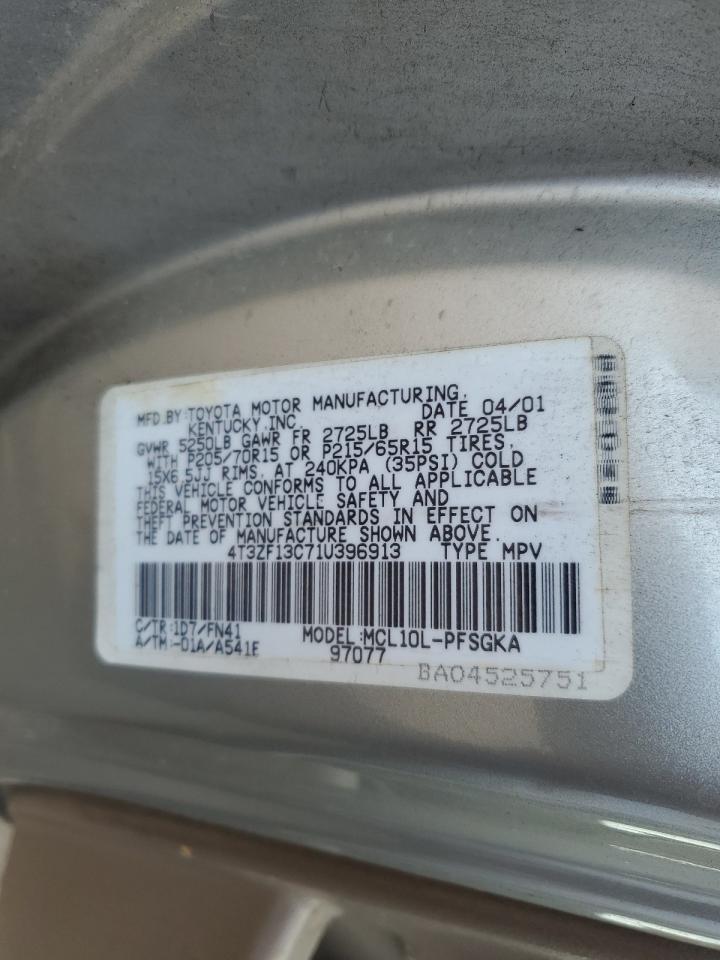 MFD.BY:TOYOTA MOTOR MANUFACTURING,
KENTUCKY,INC. DATE 04/01
GVWR 5250LB GAWR FR 2725LB RR 2725LB
WITH P205/70R15 OR P215/65R15 TIRES,
15X6.5JJ RIMS, AT 240KPA (35PSI) COLD
THIS VEHICLE CONFORMS TO ALL APPLICABLE
FEDERAL MOTOR VEHICLE SAFETY AND
THEFT PREVENTION STANDARDS IN EFFECT ON
THE DATE OF MANUFACTURE SHOWN ABOVE.
4T3ZF13C71U396913 TYPE MPV
C/TR:1D7/FN41 MODEL:MCL10L-PFSGKA
A/TM:-01A/A541E 97077
BA04525751